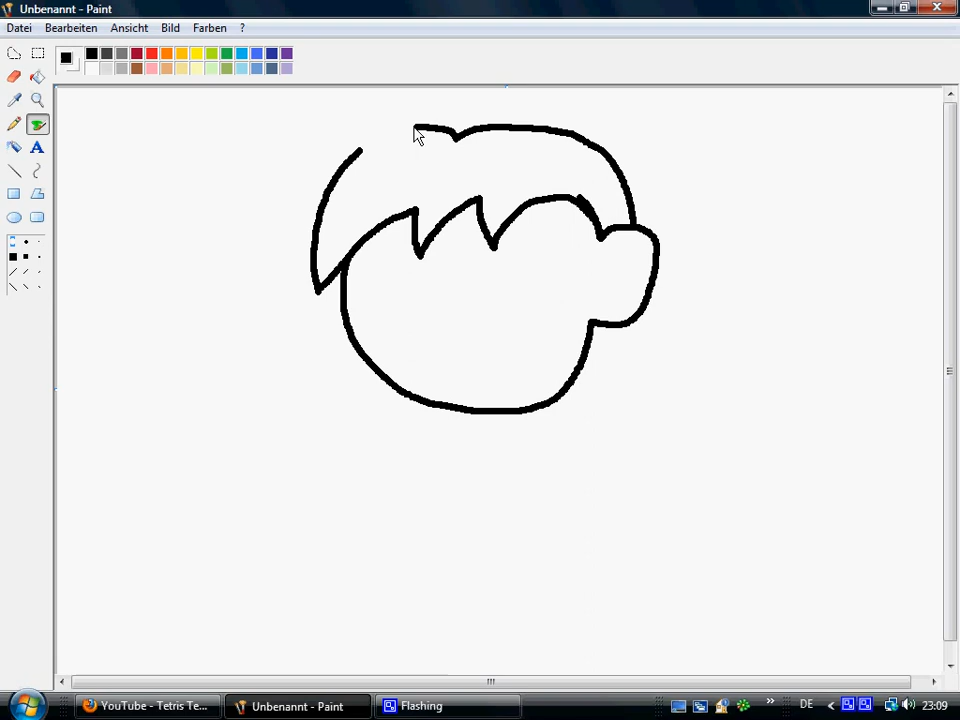 Unbenannt - Paint
Datei Bearbeiten Ansicht Bild Farben ?
A
YouTube - Tetris Te... Unbenannt - Paint Flashing DE 23:09